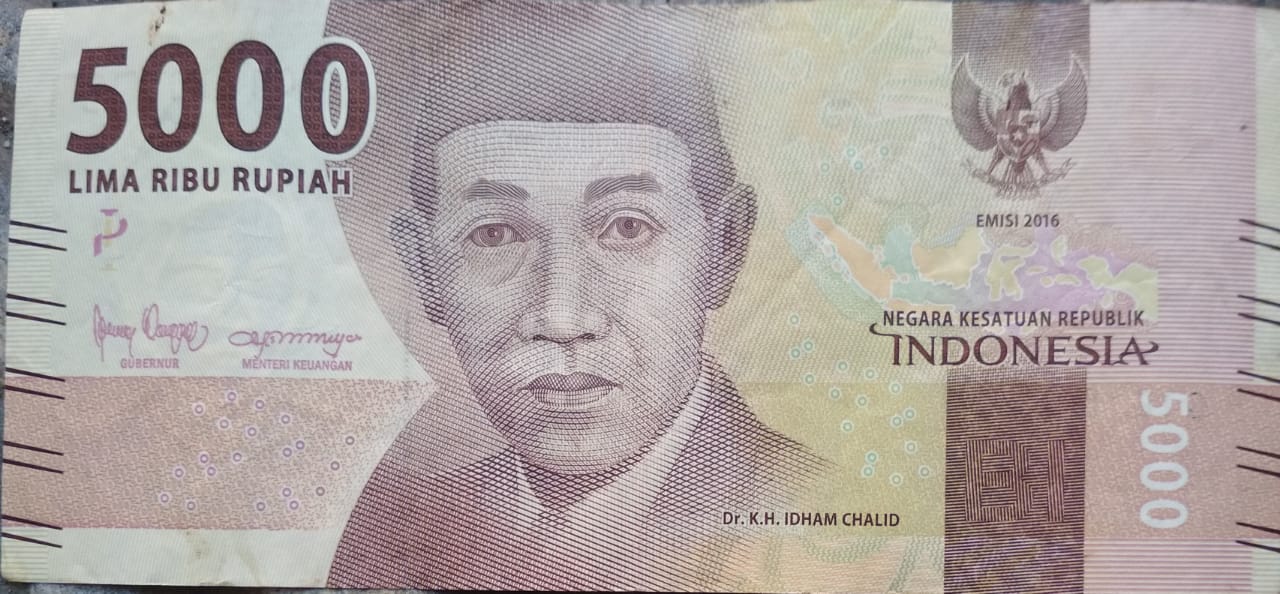 5000
LIMA RIBU RUPIAH
EMISI 2016
NEGARA KESATUAN REPUBLIK
INDONESIA
GUBERNUR
MENTERI KEUANGAN
5000
Dr. K.H. IDHAM CHALID